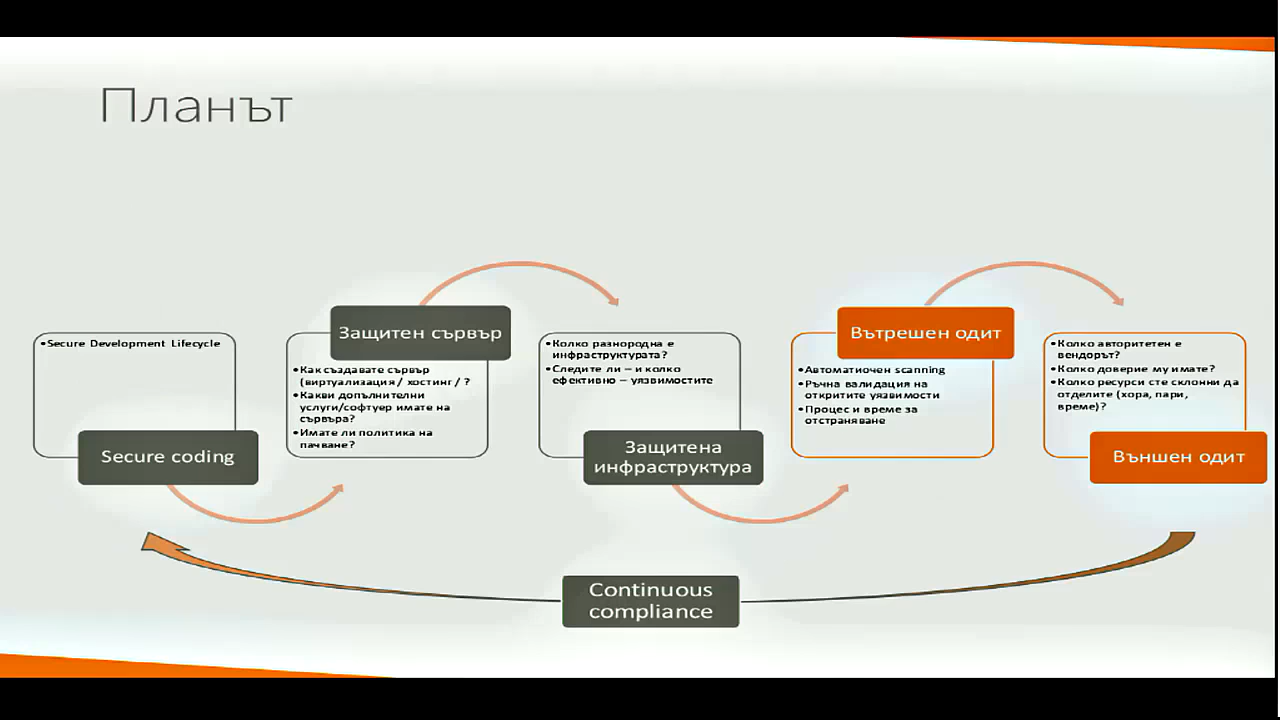 Планът
•Secure Development Lifecycle
Secure coding
Защитен сървър
•Как създавате сървър
(виртуализация / хостинг / ?
•Какви допълнителни
услуги/софтуер имате на
сървъра?
•Имате ли политика на
пачване?
•Колко разнородна е
инфраструктурата?
•Следите ли – и колко
ефективно – уязвимостите
Защитена
инфраструктура
Вътрешен одит
•Автоматиочен scanning
•Ръчна валидация на
откритите уязвимости
•Процес и време за
отстраняване
•Колко авторитетен е
вендорът?
•Колко доверие му имате?
•Колко ресурси сте склонни да
отделите (хора, пари,
време)?
Външен одит
Continuous
compliance